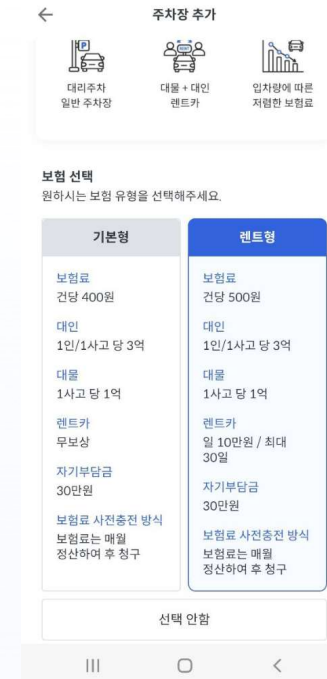 주차장 추가
P
RENT
대리주차
일반 주차장
대물 + 대인
렌트카
입차량에 따른
저렴한 보험료
보험 선택
원하시는 보험 유형을 선택해주세요.
기본형
보험료
건당 400원
대인
1인/1사고 당 3억
대물
1사고 당 1억
렌트카
무보상
자기부담금
30만원
보험료 사전충전 방식
보험료는 매월
정산하여 후 청구
렌트형
보험료
건당 500원
대인
1인/1사고 당 3억
대물
1사고 당 1억
렌트카
일 10만원 / 최대
30일
자기부담금
30만원
보험료 사전충전 방식
보험료는 매월
정산하여 후 청구
선택 안함